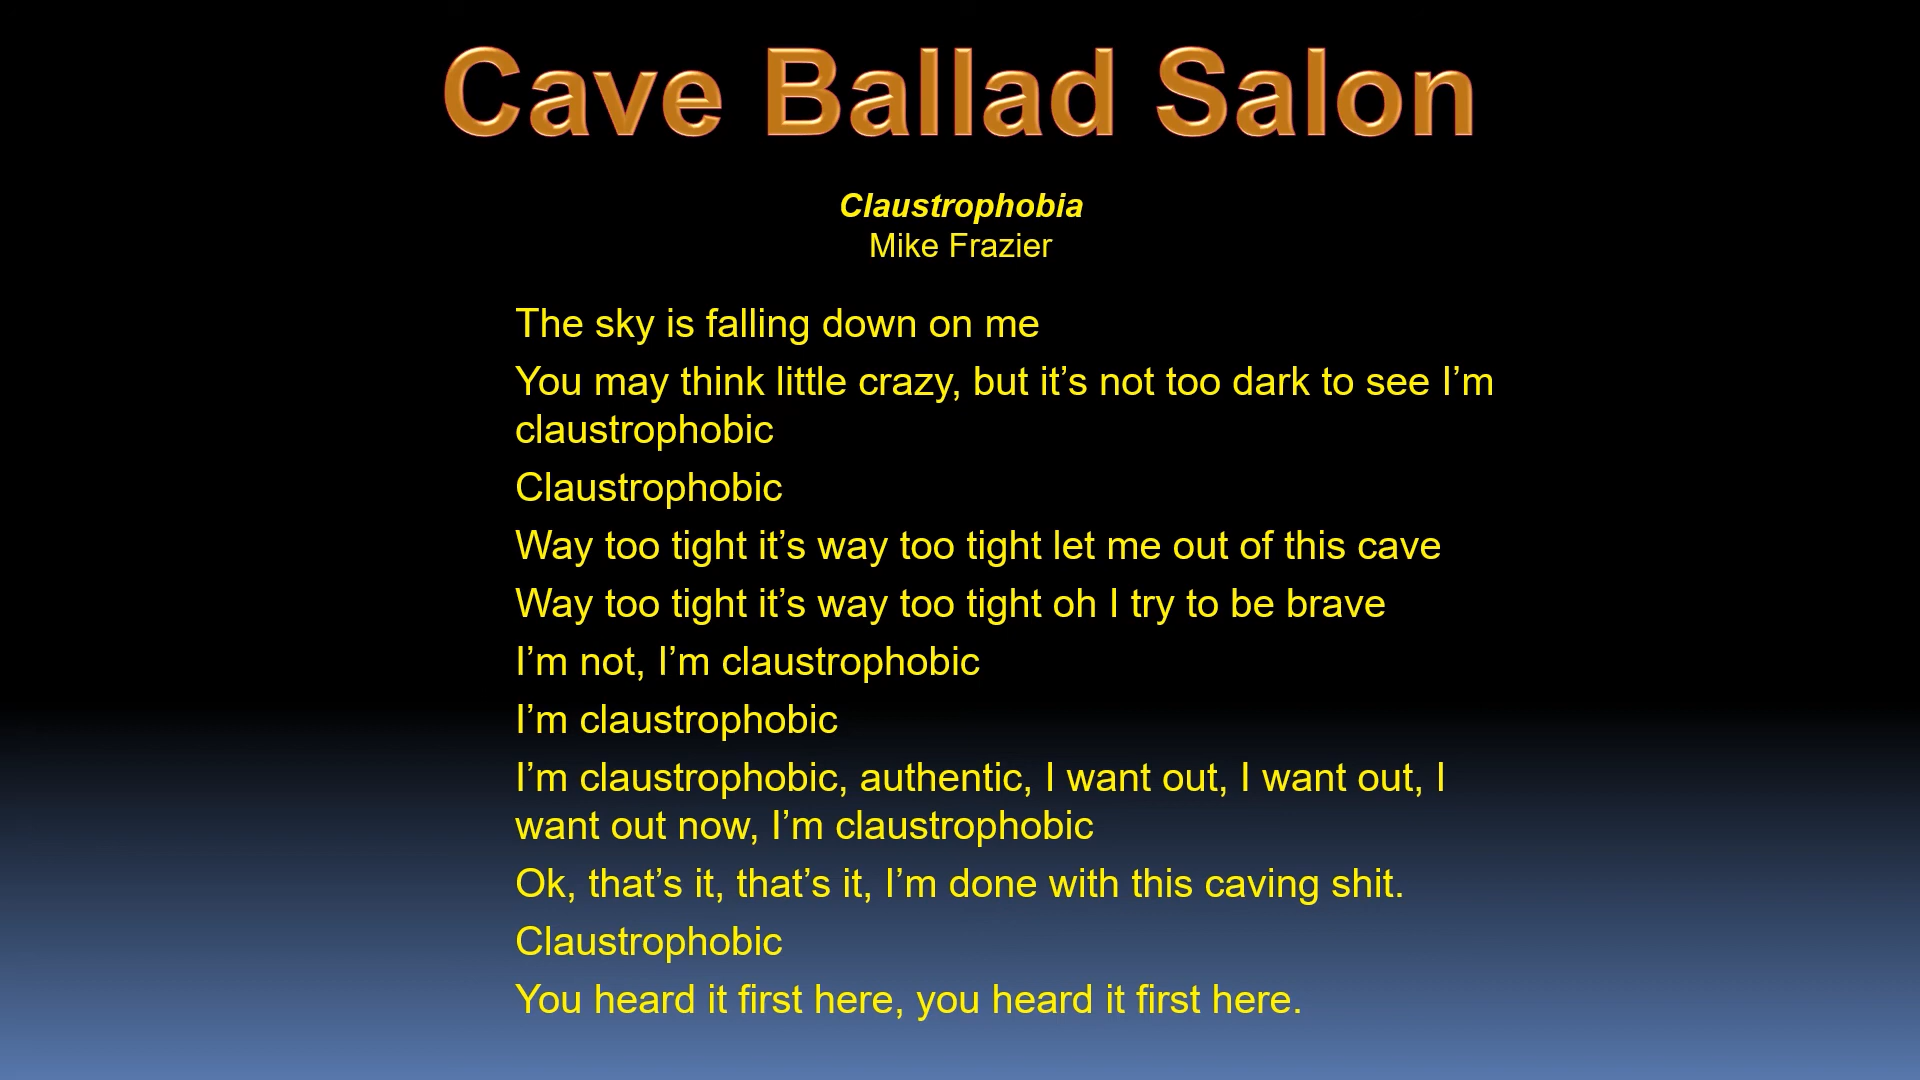 Cave Ballad Salon
Claustrophobia
Mike Frazier
The sky is falling down on me
You may think little crazy, but it’s not too dark to see I’m
claustrophobic
Claustrophobic
Way too tight it’s way too tight let me out of this cave
Way too tight it’s way too tight oh I try to be brave
I’m not, I’m claustrophobic
I’m claustrophobic
I’m claustrophobic, authentic, I want out, I want out, I
want out now, I’m claustrophobic
Ok, that’s it, that’s it, I’m done with this caving shit.
Claustrophobic
You heard it first here, you heard it first here.